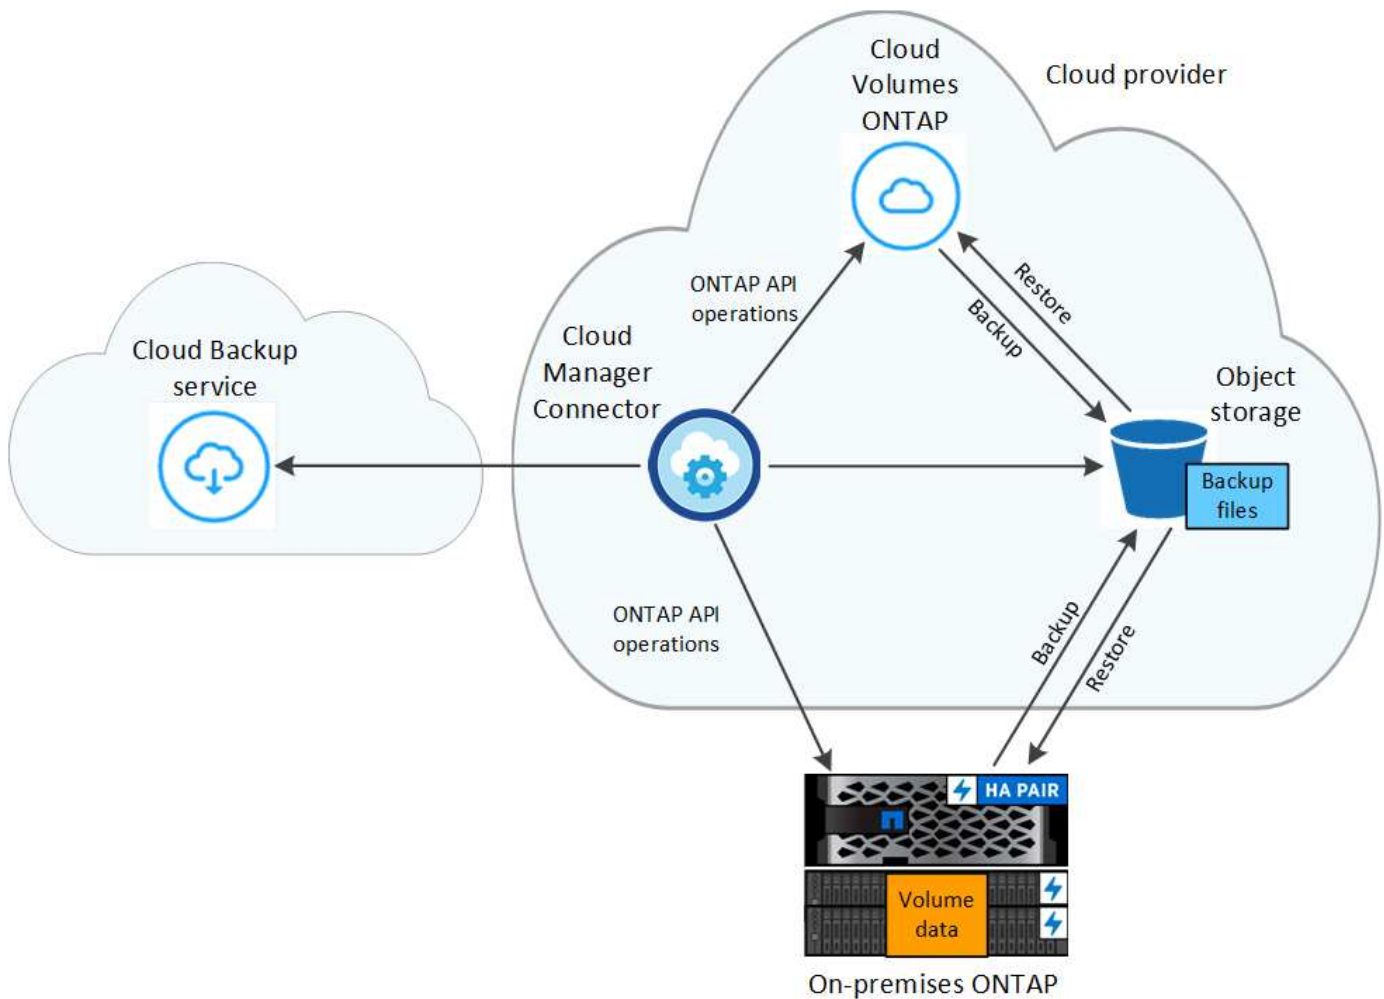 Cloud
Volumes
ONTAP
Cloud provider
ONTAP API
operations
Restore
Backup
Cloud
Manager
Connector
Cloud Backup
service
Object
storage
Backup
files
ONTAP API
operations
Backup
Restore
HA PAIR
Volume
data
On-premises ONTAP